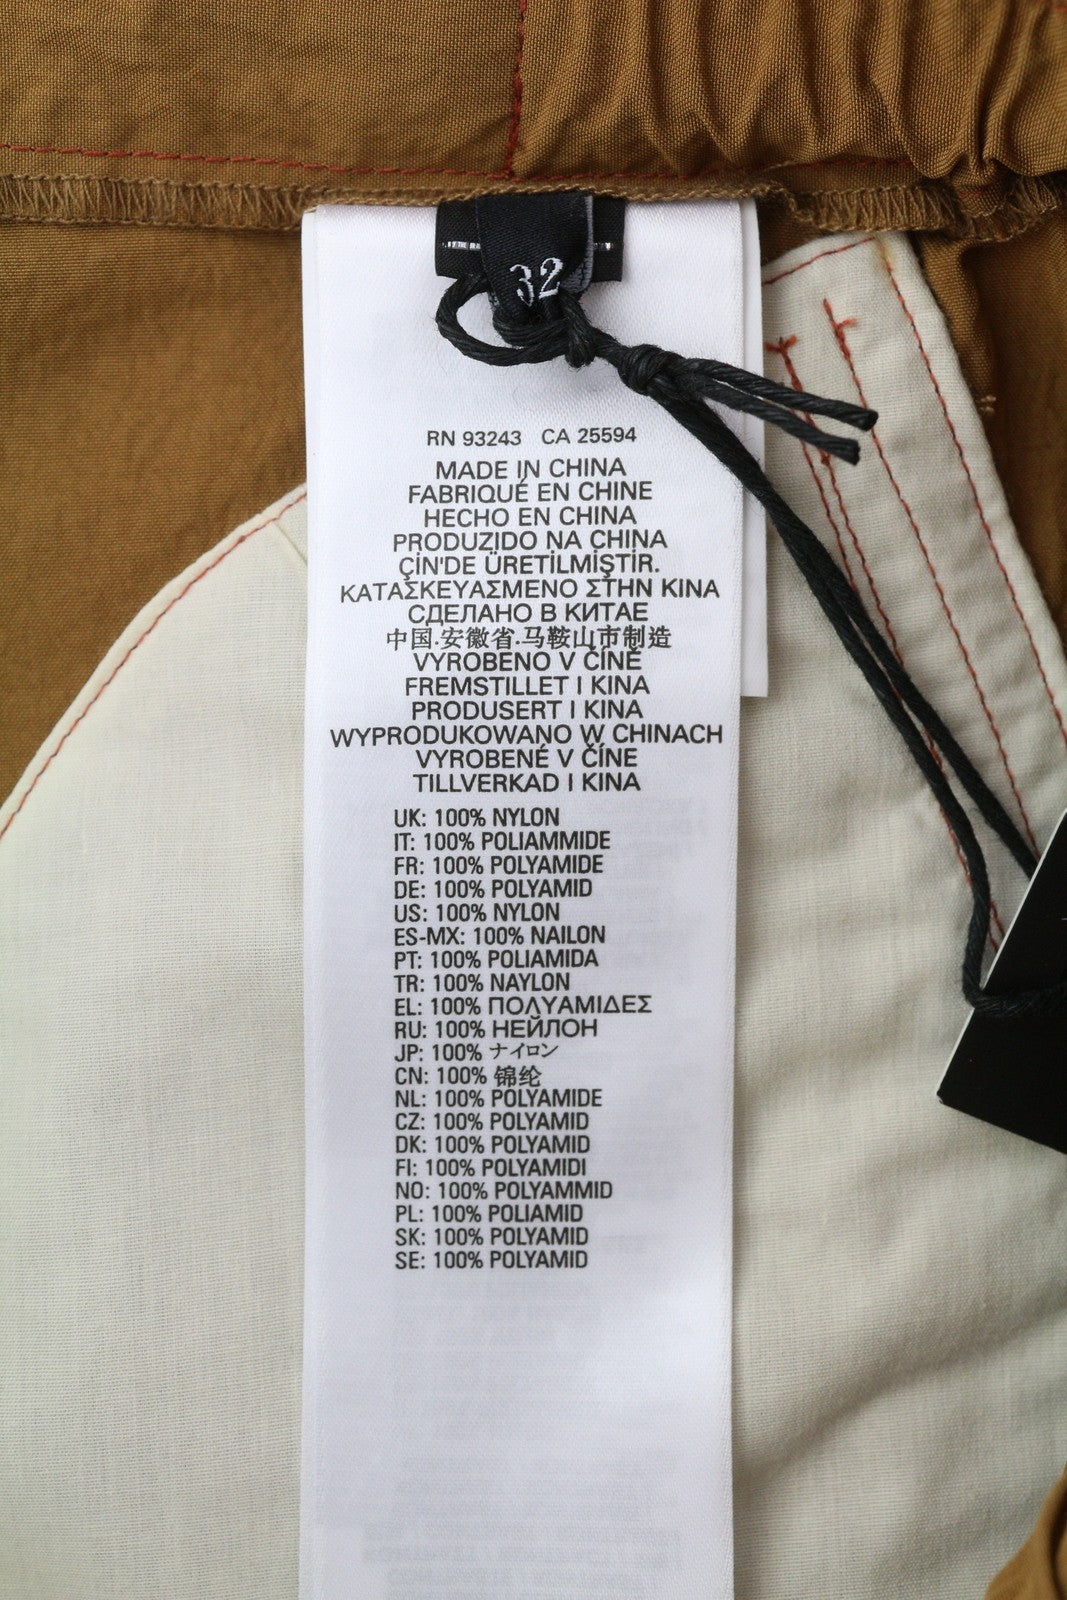 32
RN 93243 CA 25594
MADE IN CHINA
FABRIQUÉ EN CHINE
HECHO EN CHINA
PRODUZIDO NA CHINA
ÇİN'DE ÜRETİLMİŞTİR.
ΚΑΤΑΣΚΕΥΑΣΜΕΝΟ ΣΤΗΝ ΚΙΝΑ
СДЕЛАНО В КИТАЕ
中国.安徽省.马鞍山市制造
VYROBENO V ČÍNĚ
FREMSTILLET I KINA
PRODUSERT I KINA
WYPRODUKOWANO W CHINACH
VYROBENÉ V ČÍNE
TILLVERKAD I KINA
UK: 100% NYLON
IT: 100% POLIAMMIDE
FR: 100% POLYAMIDE
DE: 100% POLYAMID
US: 100% NYLON
ES-MX: 100% NAILON
PT: 100% POLIAMIDA
TR: 100% NAYLON
EL: 100% ΠΟΛΥΑΜΙΔΕΣ
RU: 100% НЕЙЛОН
JP: 100% ナイロン
CN: 100% 锦纶
NL: 100% POLYAMIDE
CZ: 100% POLYAMID
DK: 100% POLYAMID
FI: 100% POLYAMIDI
NO: 100% POLYAMMID
PL: 100% POLIAMID
SK: 100% POLYAMID
SE: 100% POLYAMID